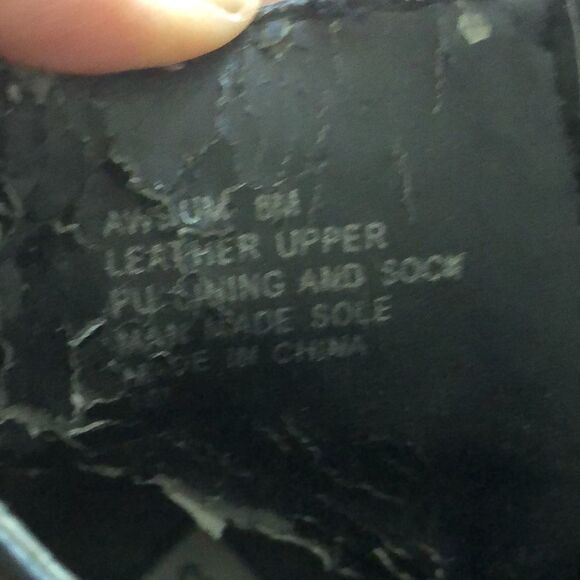 8M
LEATHER UPPER
PU LINING AND SOCK
MAN MADE SOLE
MADE IN CHINA